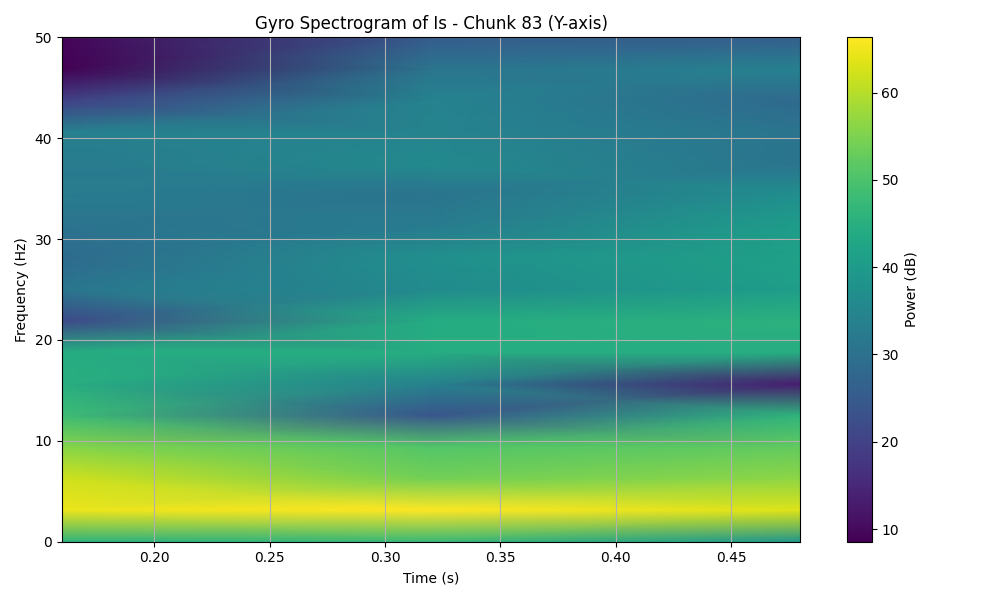 Gyro Spectrogram of Is - Chunk 83 (Y-axis)
Frequency (Hz)
50
40
30
20
10
0
0.20 0.25 0.30 0.35 0.40 0.45
Time (s)
60
50
40
30
20
10
Power (dB)